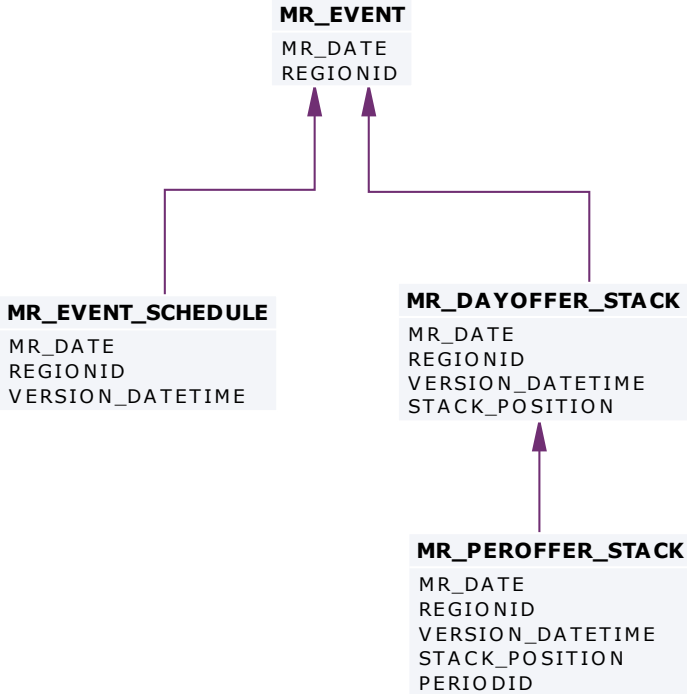 MR_EVENT
MR_DATE
REGIONID
MR_EVENT_SCHEDULE
MR_DATE
REGIONID
VERSION_DATETIME
MR_DAYOFFER_STACK
MR_DATE
REGIONID
VERSION_DATETIME
STACK_POSITION
MR_PEROFFER_STACK
MR_DATE
REGIONID
VERSION_DATETIME
STACK_POSITION
PERIODID